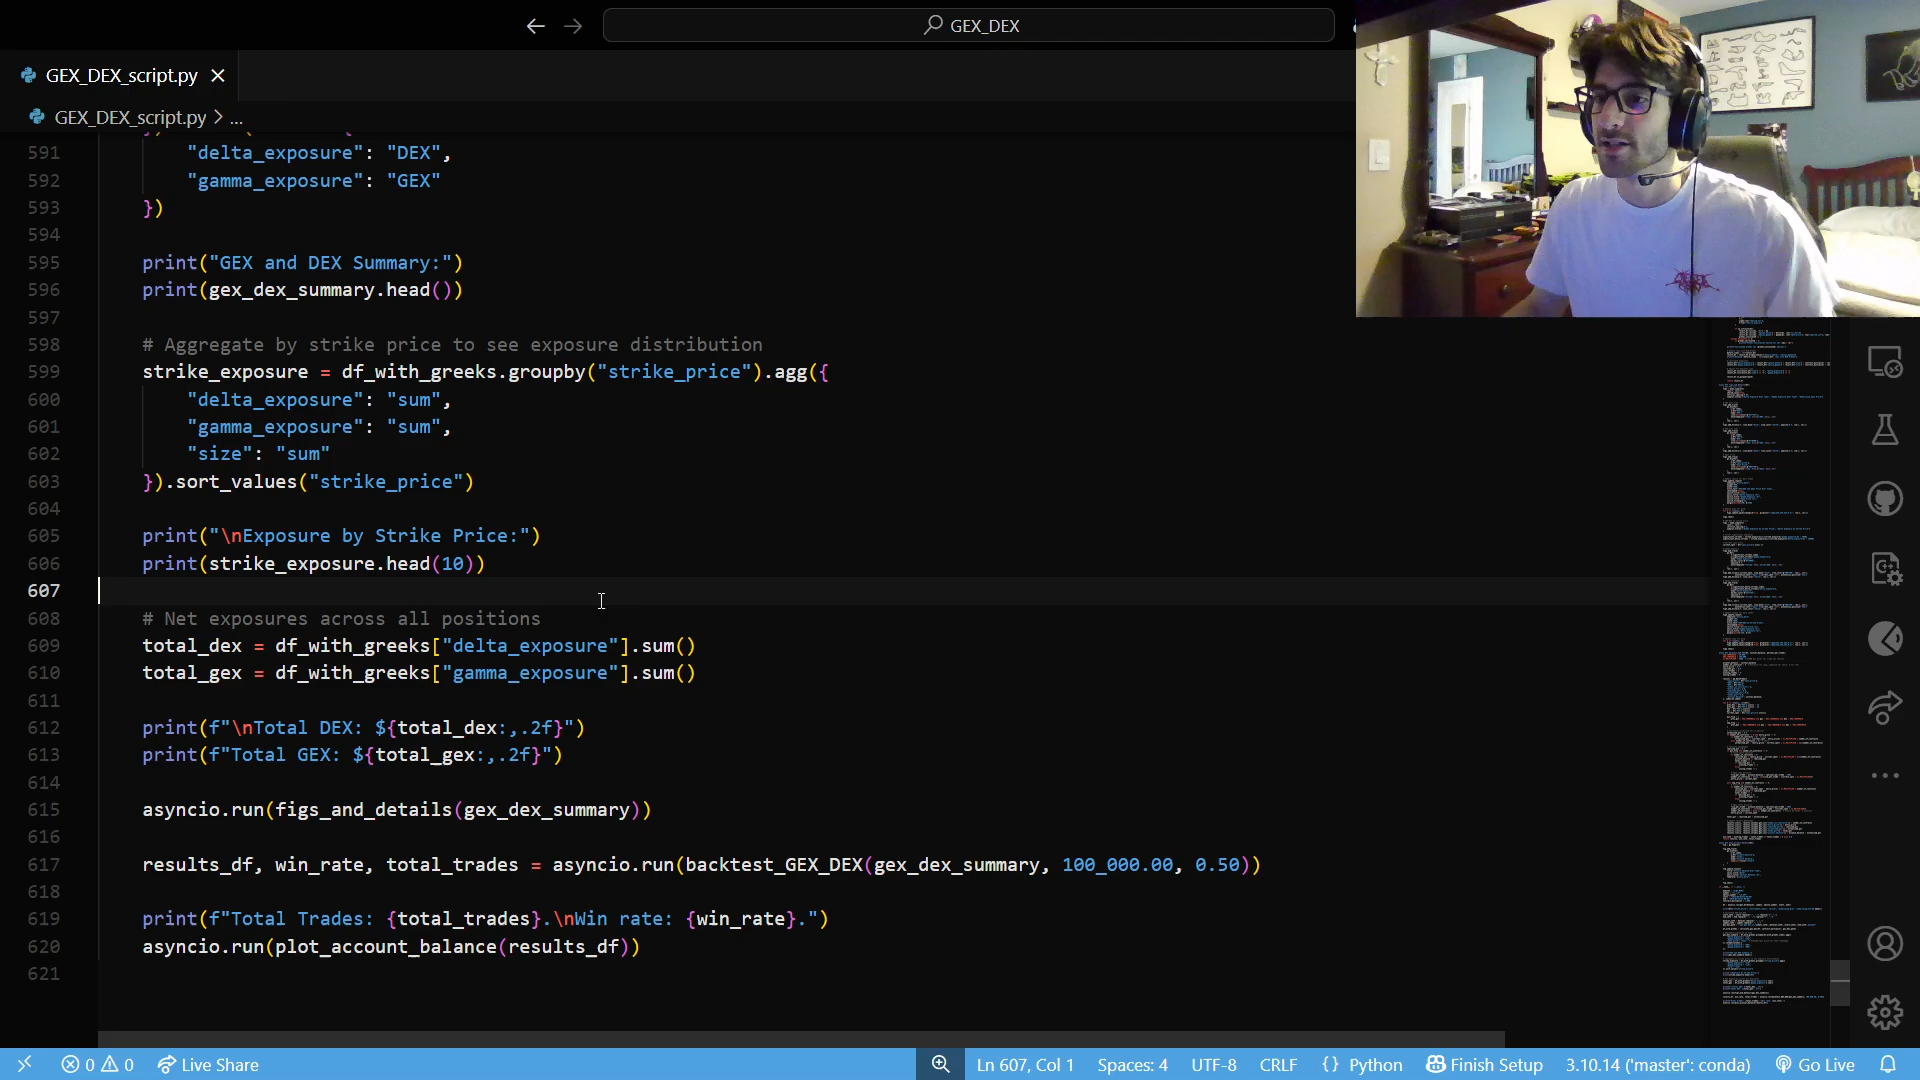 GEX_DEX
GEX_DEX_script.py
GEX_DEX_script.py > ...
591 "delta_exposure": "DEX",
592 "gamma_exposure": "GEX"
593 })
594
595 print("GEX and DEX Summary:")
596 print(gex_dex_summary.head())
597
598 # Aggregate by strike price to see exposure distribution
599 strike_exposure = df_with_greeks.groupby("strike_price").agg({
600 "delta_exposure": "sum",
601 "gamma_exposure": "sum",
602 "size": "sum"
603 }).sort_values("strike_price")
604
605 print("\nExposure by Strike Price:")
606 print(strike_exposure.head(10))
607
608 # Net exposures across all positions
609 total_dex = df_with_greeks["delta_exposure"].sum()
610 total_gex = df_with_greeks["gamma_exposure"].sum()
611
612 print(f"\nTotal DEX: ${total_dex:,.2f}")
613 print(f"Total GEX: ${total_gex:,.2f}")
614
615 asyncio.run(figs_and_details(gex_dex_summary))
616
617 results_df, win_rate, total_trades = asyncio.run(backtest_GEX_DEX(gex_dex_summary, 100_000.00, 0.50))
618
619 print(f"Total Trades: {total_trades}.\nWin rate: {win_rate}.")
620 asyncio.run(plot_account_balance(results_df))
621
0 0 Live Share Ln 607, Col 1 Spaces: 4 UTF-8 CRLF {} Python Finish Setup 3.10.14 ('master': conda) Go Live